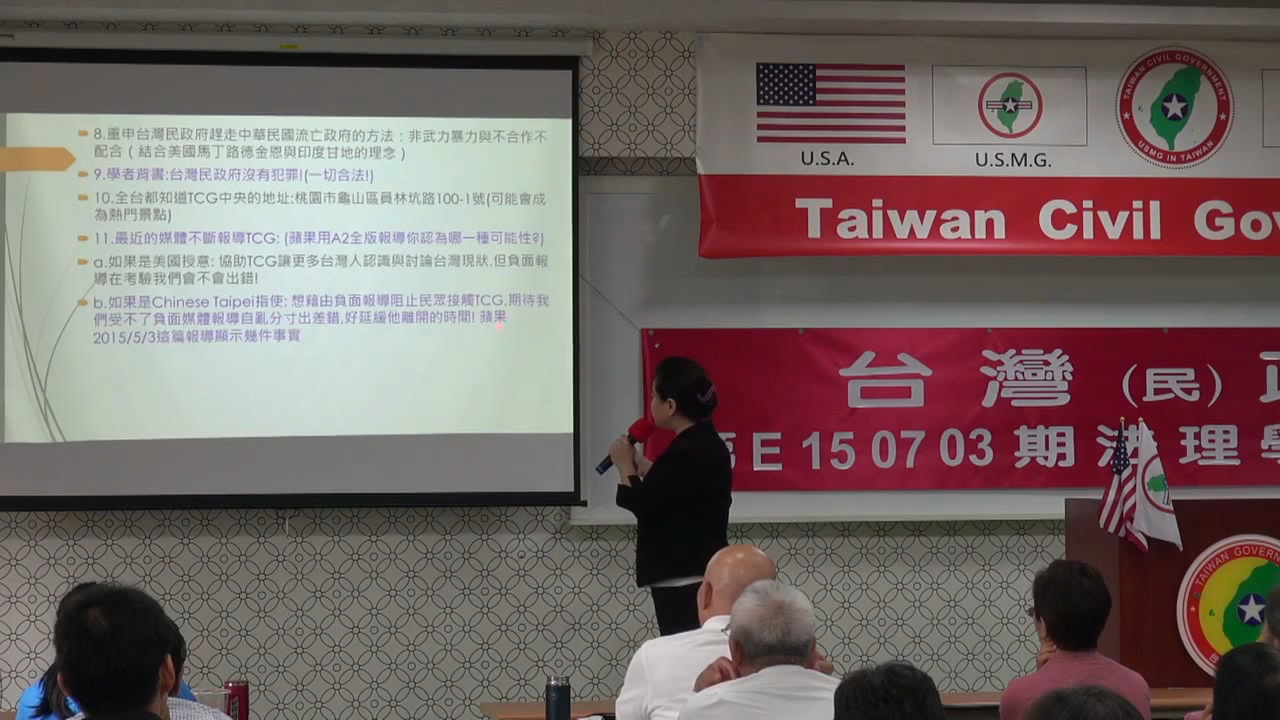 8.重申台灣民政府趕走中華民國流亡政府的方法：非武力暴力與不合作不
配合（結合美國馬丁路德金恩與印度甘地的理念）
9.學者背書:台灣民政府沒有犯罪!(一切合法!)
10.全台都知道TCG中央的地址:桃園市龜山區員林坑路100-1號(可能會成
為熱門景點)
11.最近的媒體不斷報導TCG: (蘋果用A2全版報導你認為哪一種可能性?)
a.如果是美國授意: 協助TCG讓更多台灣人認識與討論台灣現狀,但負面報
導在考驗我們會不會出錯!
b.如果是Chinese Taipei指使: 想藉由負面報導阻止民眾接觸TCG,期待我
們受不了負面媒體報導自亂分寸出差錯,好延緩他離開的時間! 蘋果
2015/5/3這篇報導顯示幾件事實
U.S.A.
U.S.M.G.
TAIWAN CIVIL GOVERNMENT
USMG IN TAIWAN
Taiwan Civil Go
台灣(民)
E 15 07 03 期法理學
TAIWAN GOVERN